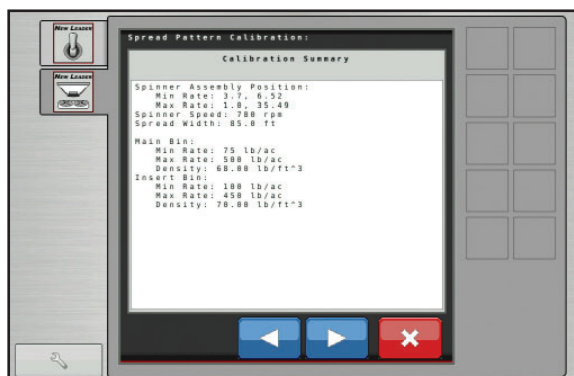 New Leader
New Leader
Spread Pattern Calibration:
Calibration Summary
Spinner Assembly Position:
Min Rate: 3.7, 6.52
Max Rate: 1.0, 35.49
Spinner Speed: 700 rpm
Spread Width: 85.0 ft
Main Bin:
Min Rate: 75 lb/ac
Max Rate: 500 lb/ac
Density: 68.00 lb/ft^3
Insert Bin:
Min Rate: 100 lb/ac
Max Rate: 450 lb/ac
Density: 70.00 lb/ft^3